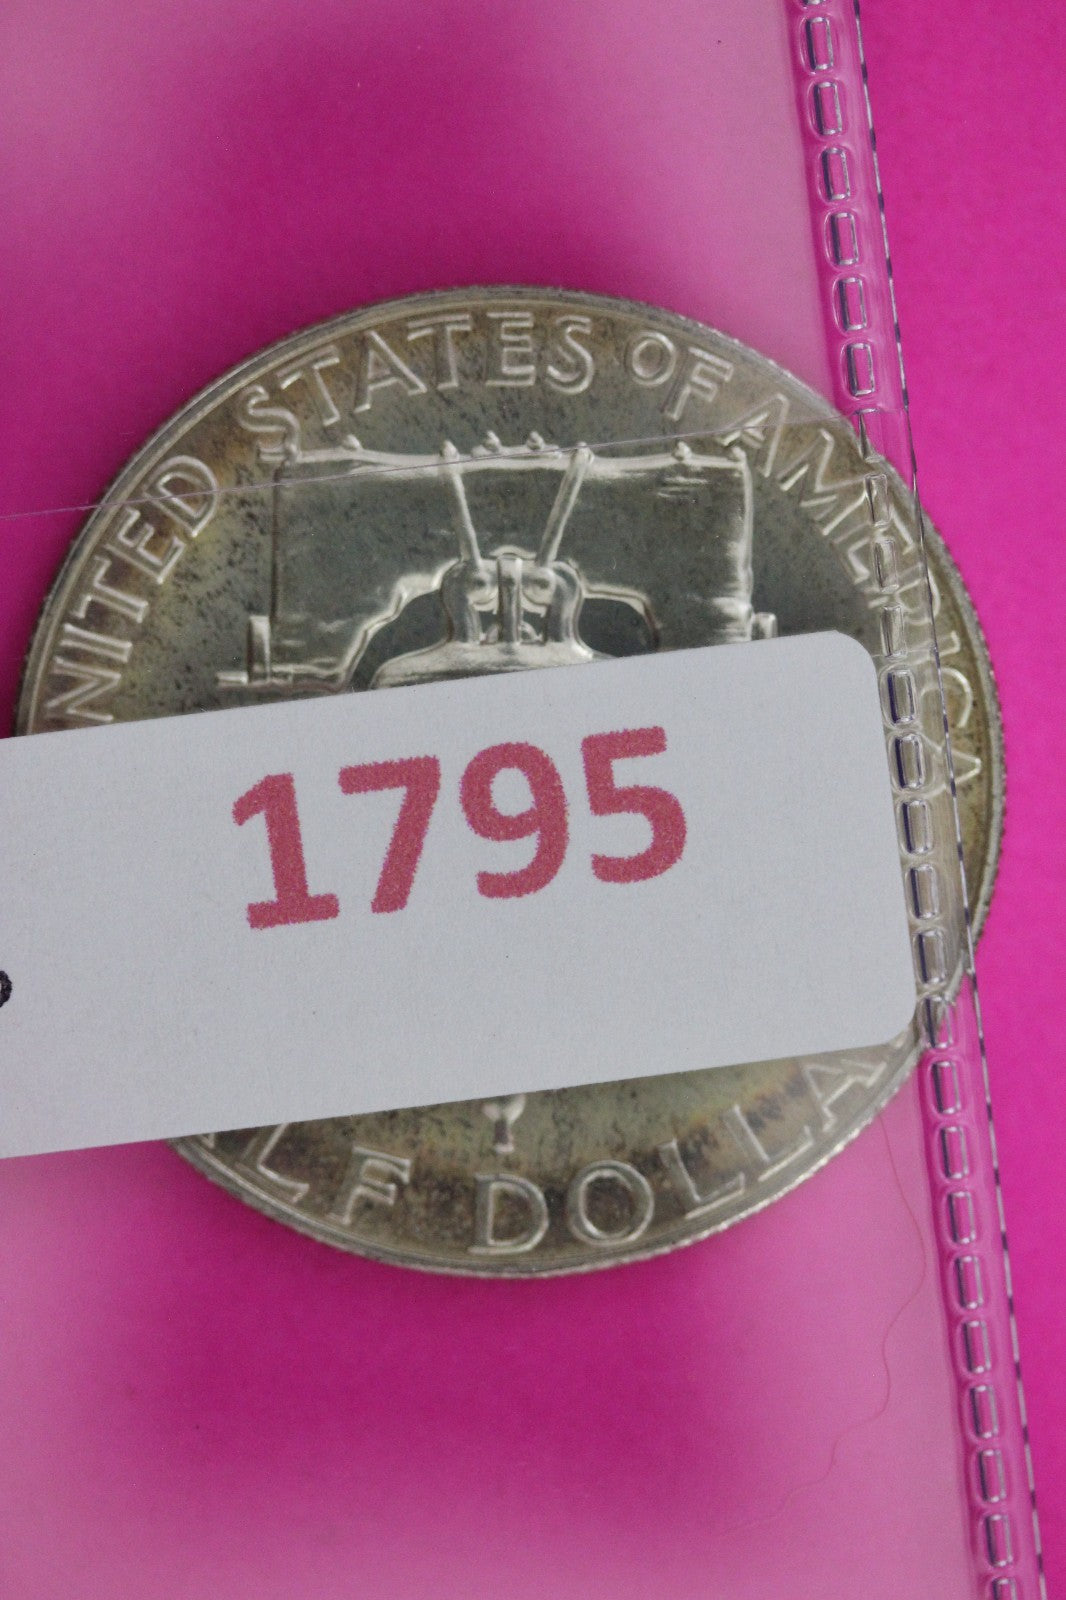 UNITED STATES OF AMERICA
1795
LF DOLLA